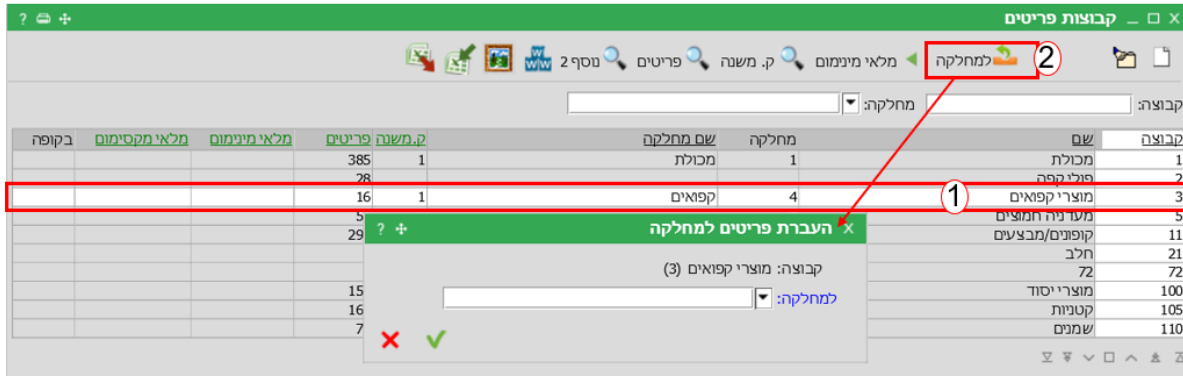 קבוצות פריטים
למחלקה 2 מלאי מינימום ק. משנה פריטים נוסף 2
קבוצה: מחלקה:
קבוצה שם מחלקה שם מחלקה ק.משנה פריטים מלאי מינימום מלאי מקסימום בקופה
1 מכולת 1 מכולת 1 385
2 פולי קפה 28
3 מוצרי קפואים 1 4 קפואים 1 16
5 מעדניה חמוצים 5
11 קופונים/מבצעים 29
21 חלב
72 72
100 מוצרי יסוד 15
105 קטניות 16
110 שמנים 7
העברת פריטים למחלקה
קבוצה: מוצרי קפואים (3)
למחלקה: